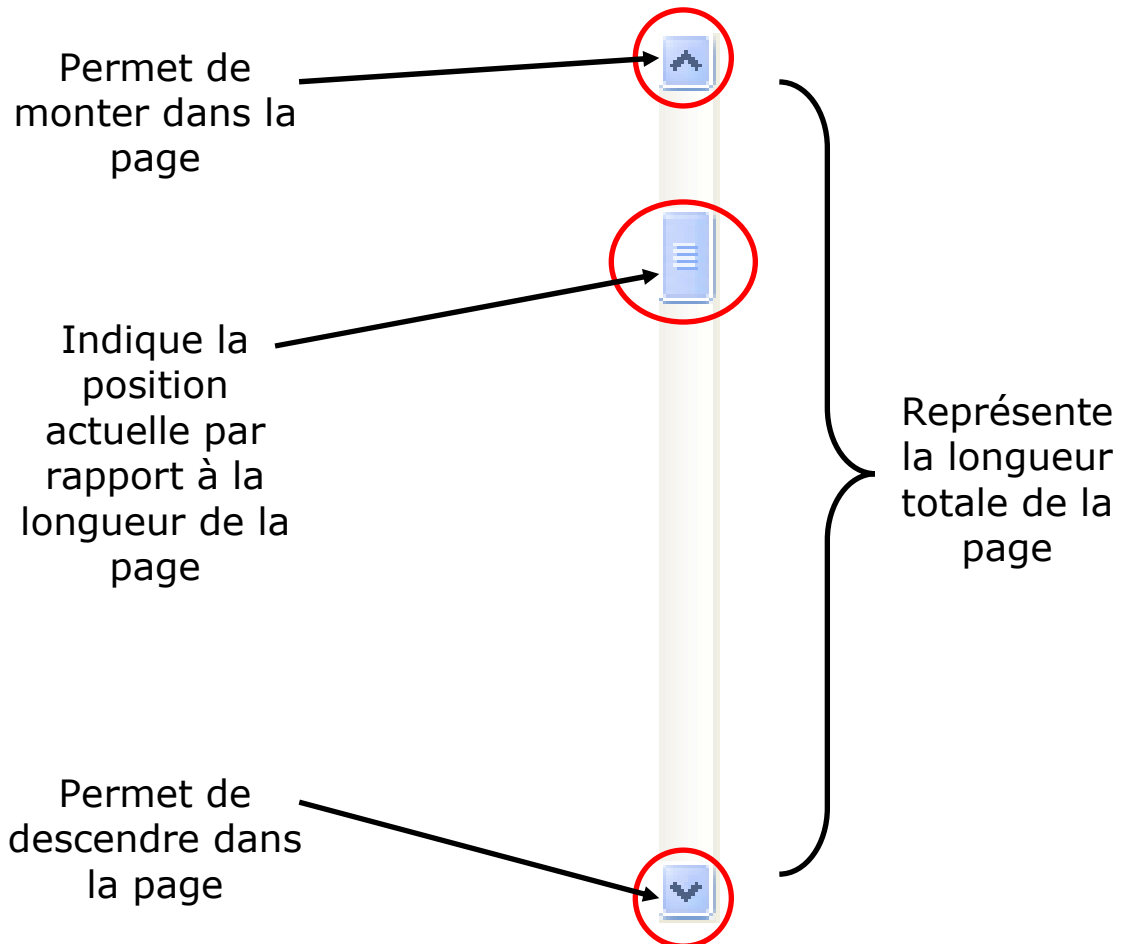 Permet de
monter dans la
page
Indique la
position
actuelle par
rapport à la
longueur de la
page
Représente
la longueur
totale de la
page
Permet de
descendre dans
la page